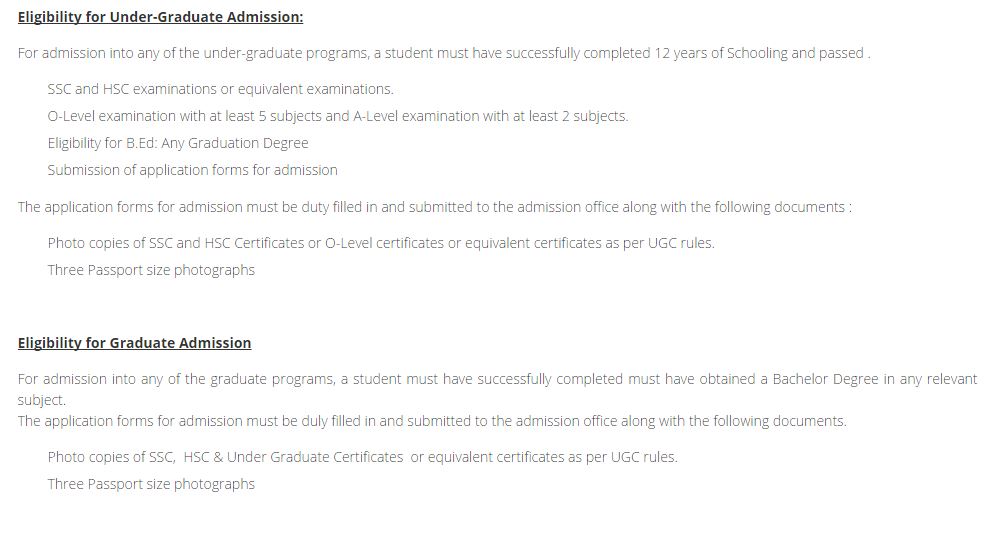 Eligibility for Under-Graduate Admission:
For admission into any of the under-graduate programs, a student must have successfully completed 12 years of Schooling and passed .
SSC and HSC examinations or equivalent examinations.
O-Level examination with at least 5 subjects and A-Level examination with at least 2 subjects.
Eligibility for B.Ed: Any Graduation Degree
Submission of application forms for admission
The application forms for admission must be duty filled in and submitted to the admission office along with the following documents :
Photo copies of SSC and HSC Certificates or O-Level certificates or equivalent certificates as per UGC rules.
Three Passport size photographs
Eligibility for Graduate Admission
For admission into any of the graduate programs, a student must have successfully completed must have obtained a Bachelor Degree in any relevant
subject.
The application forms for admission must be duly filled in and submitted to the admission office along with the following documents.
Photo copies of SSC,  HSC & Under Graduate Certificates  or equivalent certificates as per UGC rules.
Three Passport size photographs